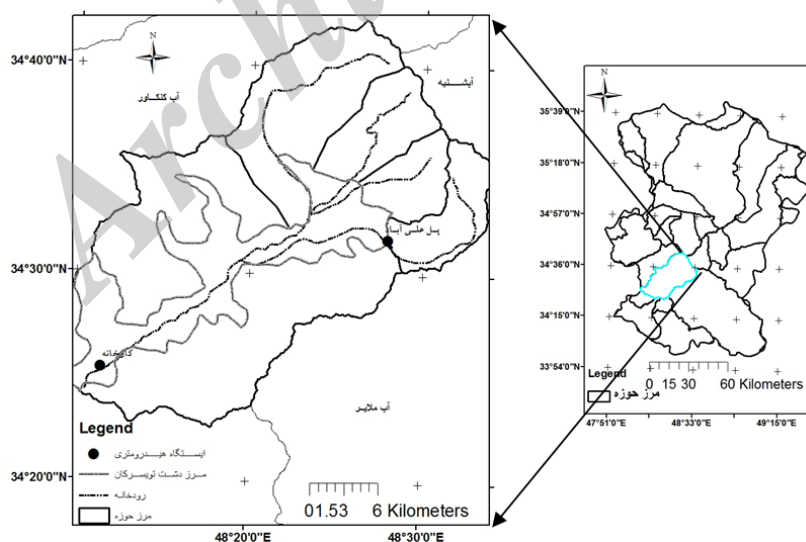 Archi
34°40'0"N
34°30'0"N
34°20'0"N
48°20'0"E
48°30'0"E
N
آب کنگاور
آبشینه
پل علی آباد
کارخانه
آب ملایر
Legend
ایستگاه هیدرومتری
مرز دشت تویسرکان
رودخانه
مرز حوزه
01.53 6 Kilometers
N
35°39'0"N
35°18'0"N
34°57'0"N
34°36'0"N
34°15'0"N
33°54'0"N
Legend
مرز حوزه
0 15 30 60 Kilometers
47°51'0"E
48°33'0"E
49°15'0"E